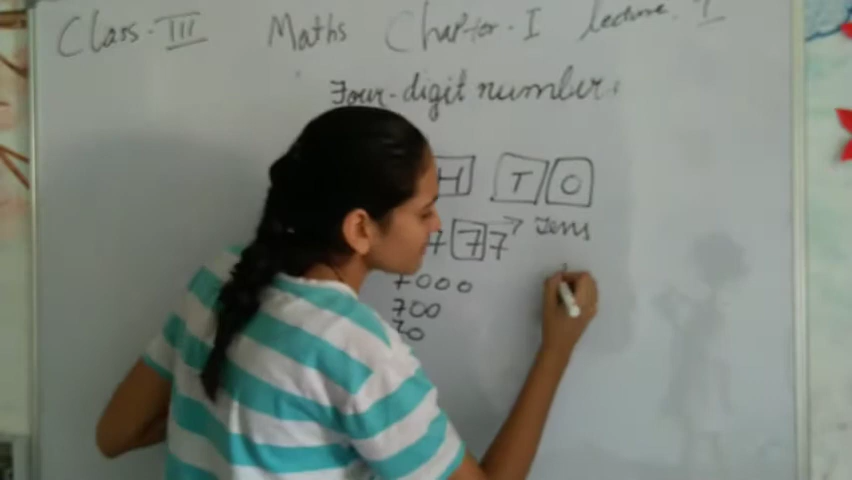 Class-III Maths Chapter-I lecture. I
Four-digit number.
H T O
7 7 7 → Tens
7000
700
70